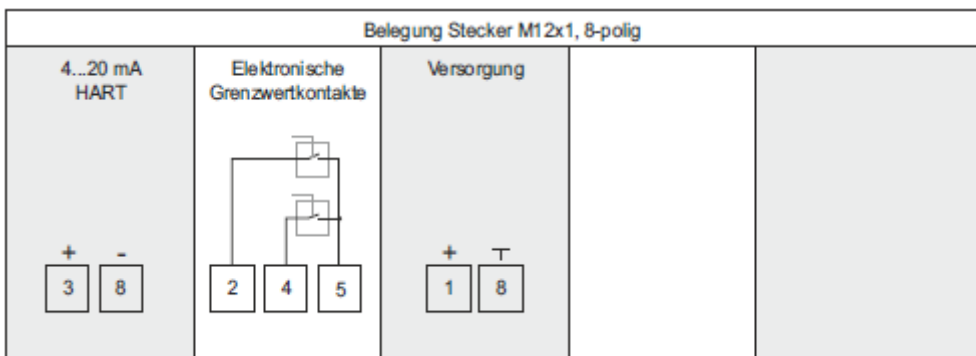 Belegung Stecker M12x1, 8-polig
4...20 mA
HART
Elektronische
Grenzwertkontakte
Versorgung
+ -
3 8
2 4 5
+
1 8